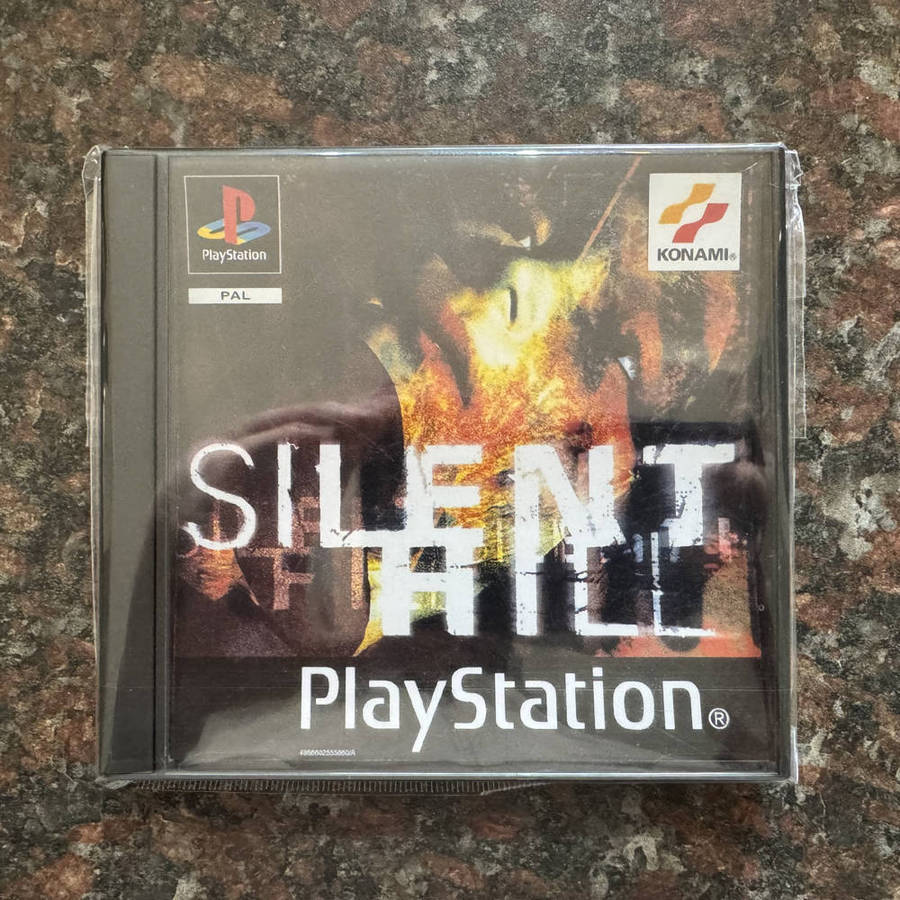 PlayStation
PAL
KONAMI®
SILENT
HILL
PlayStation®